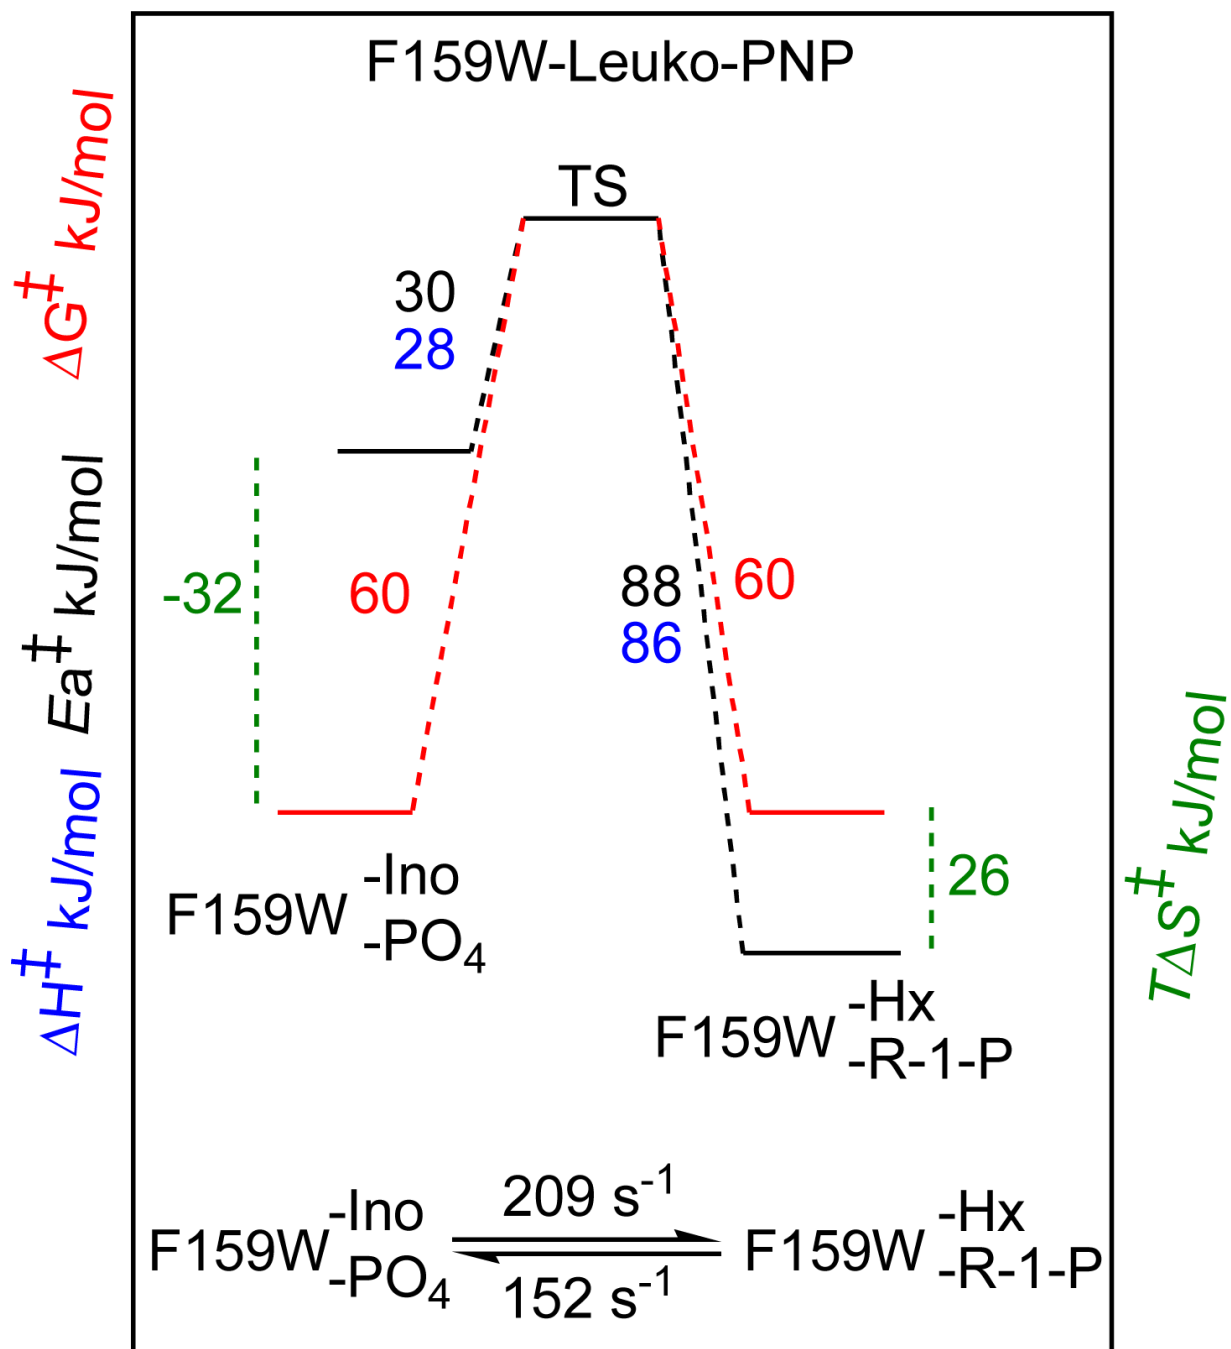 F159W-Leuko-PNP
TS
ΔG‡ kJ/mol
Ea‡ kJ/mol
ΔH‡ kJ/mol
30
28
-32
60
88
86
60
26
TΔS‡ kJ/mol
F159W -Ino
-PO4
F159W -Hx
-R-1-P
209 s-1
F159W -Ino
-PO4
152 s-1
F159W -Hx
-R-1-P